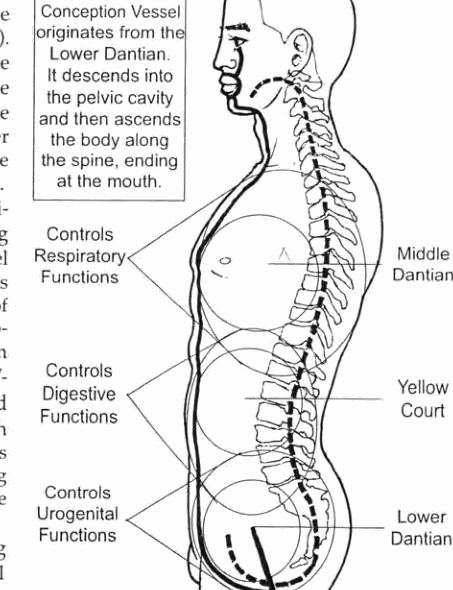 Conception Vessel
originates from the
Lower Dantian.
It descends into
the pelvic cavity
and then ascends
the body along
the spine, ending
at the mouth.
Controls
Respiratory
Functions
Middle
Dantian
Controls
Digestive
Functions
Yellow
Court
Controls
Urogenital
Functions
Lower
Dantian